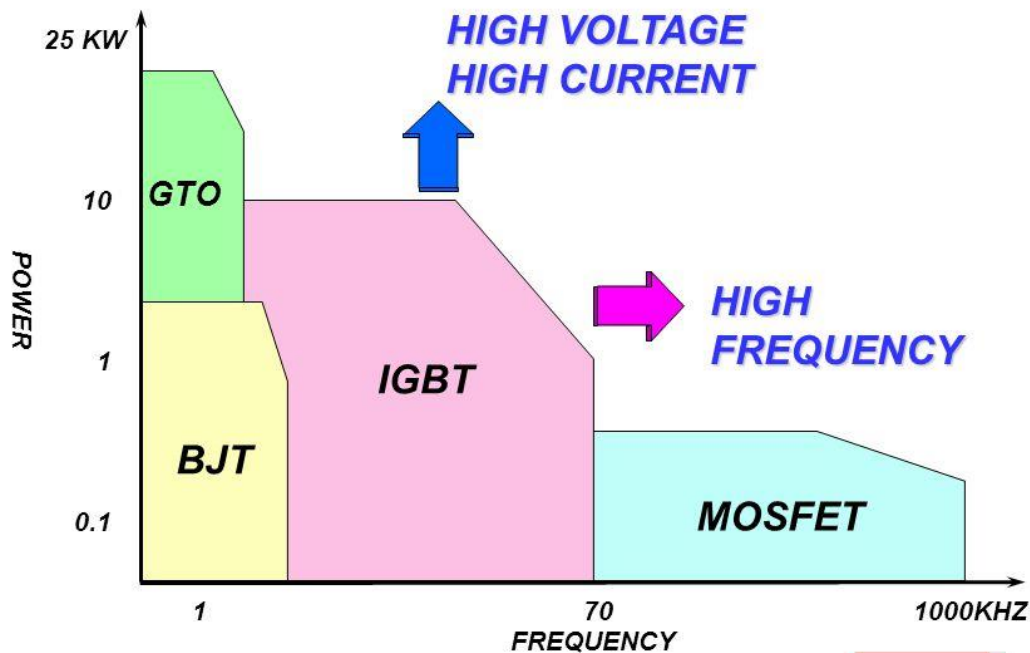 25 KW
HIGH VOLTAGE
HIGH CURRENT
GTO
10
POWER
HIGH
FREQUENCY
1
IGBT
BJT
MOSFET
0.1
1
70
1000KHZ
FREQUENCY